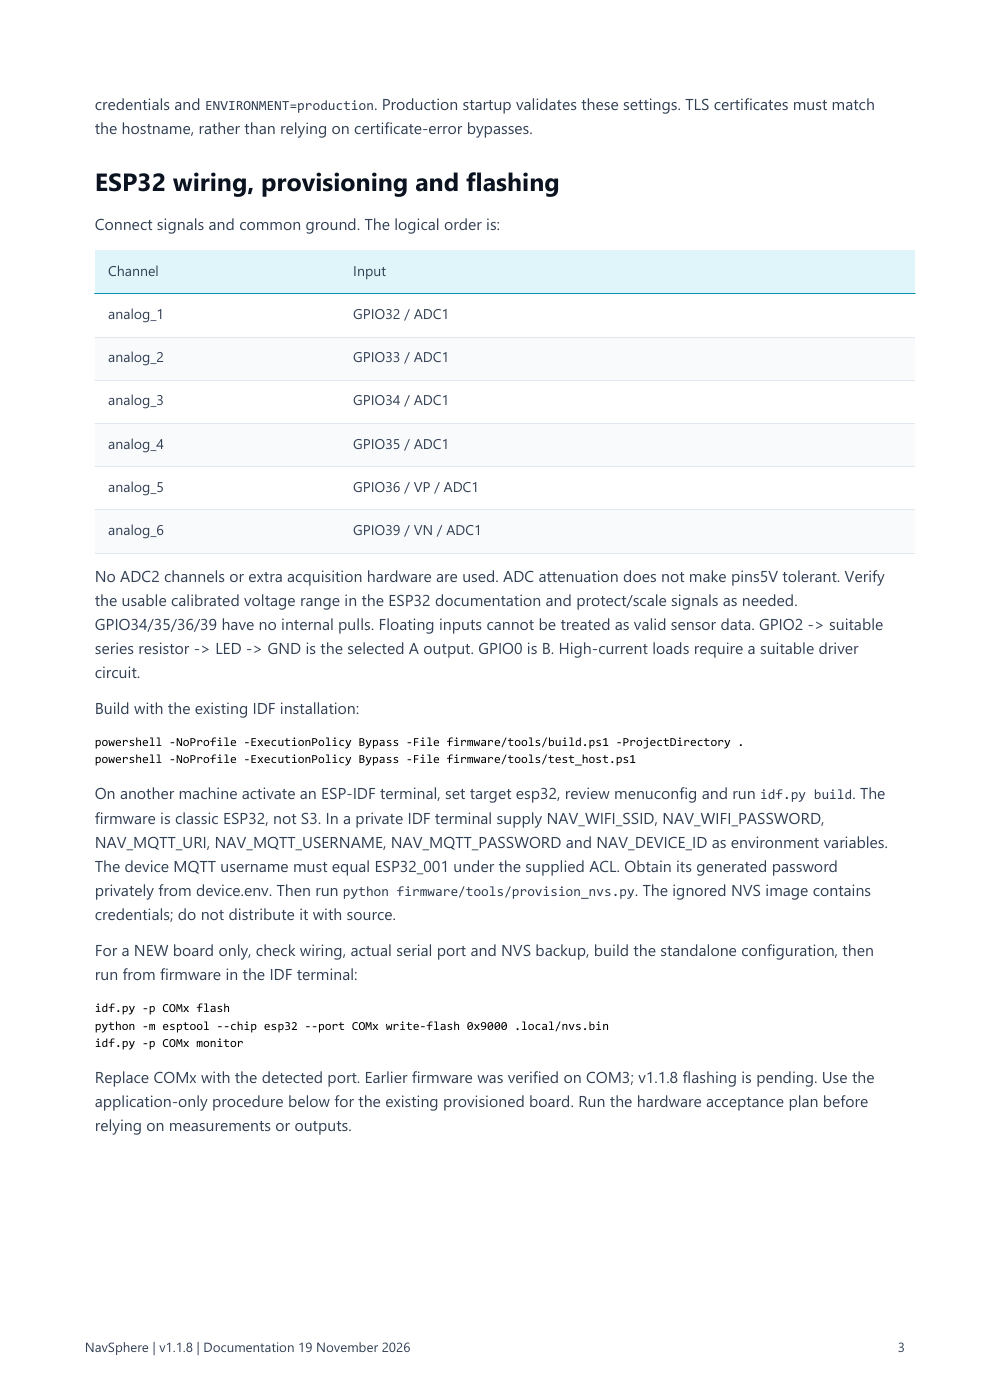 credentials and ENVIRONMENT=production. Production startup validates these settings. TLS certificates must match
the hostname, rather than relying on certificate-error bypasses.
ESP32 wiring, provisioning and flashing
Connect signals and common ground. The logical order is:
Channel Input
analog_1 GPIO32 / ADC1
analog_2 GPIO33 / ADC1
analog_3 GPIO34 / ADC1
analog_4 GPIO35 / ADC1
analog_5 GPIO36 / VP / ADC1
analog_6 GPIO39 / VN / ADC1
No ADC2 channels or extra acquisition hardware are used. ADC attenuation does not make pins5V tolerant. Verify
the usable calibrated voltage range in the ESP32 documentation and protect/scale signals as needed.
GPIO34/35/36/39 have no internal pulls. Floating inputs cannot be treated as valid sensor data. GPIO2 -> suitable
series resistor -> LED -> GND is the selected A output. GPIO0 is B. High-current loads require a suitable driver
circuit.
Build with the existing IDF installation:
powershell -NoProfile -ExecutionPolicy Bypass -File firmware/tools/build.ps1 -ProjectDirectory .
powershell -NoProfile -ExecutionPolicy Bypass -File firmware/tools/test_host.ps1
On another machine activate an ESP-IDF terminal, set target esp32, review menuconfig and run idf.py build. The
firmware is classic ESP32, not S3. In a private IDF terminal supply NAV_WIFI_SSID, NAV_WIFI_PASSWORD,
NAV_MQTT_URI, NAV_MQTT_USERNAME, NAV_MQTT_PASSWORD and NAV_DEVICE_ID as environment variables.
The device MQTT username must equal ESP32_001 under the supplied ACL. Obtain its generated password
privately from device.env. Then run python firmware/tools/provision_nvs.py. The ignored NVS image contains
credentials; do not distribute it with source.
For a NEW board only, check wiring, actual serial port and NVS backup, build the standalone configuration, then
run from firmware in the IDF terminal:
idf.py -p COMx flash
python -m esptool --chip esp32 --port COMx write-flash 0x9000 .local/nvs.bin
idf.py -p COMx monitor
Replace COMx with the detected port. Earlier firmware was verified on COM3; v1.1.8 flashing is pending. Use the
application-only procedure below for the existing provisioned board. Run the hardware acceptance plan before
relying on measurements or outputs.
NavSphere | v1.1.8 | Documentation 19 November 2026 3